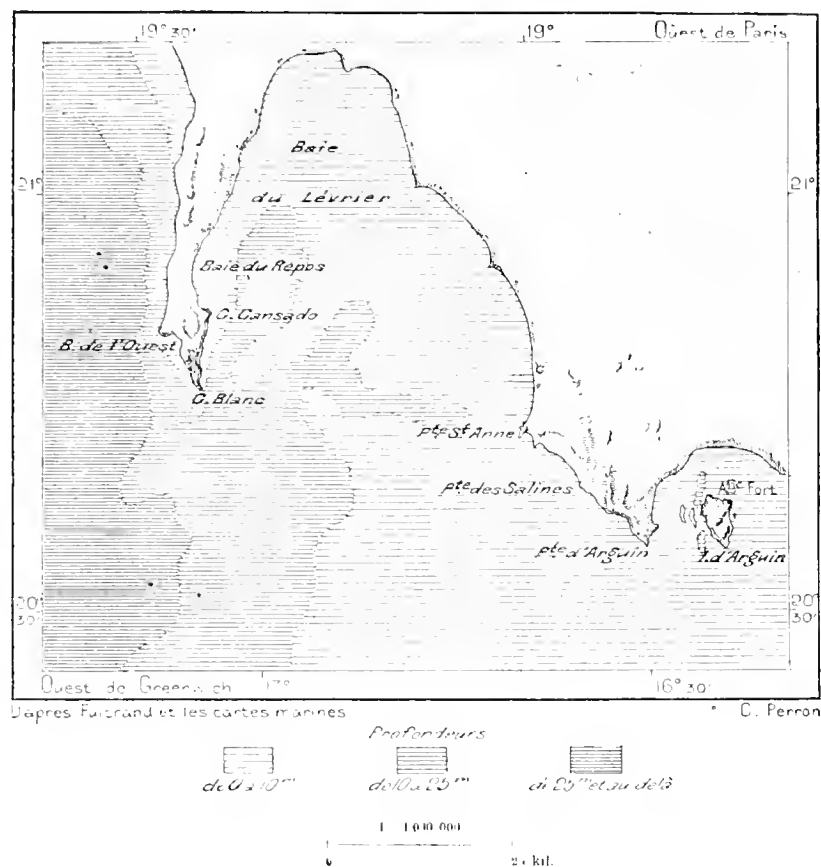 19° 30'
19°
Ouest de Paris
Baie
21°
21°
du Lévrier
Baie du Repos
C. Cansado
B. de l'Ouest
C. Blanc
Pte St Anne
Pte des Salines
Anc Fort
Pte d'Arguin
I. d'Arguin
20°
30'
20°
30'
Ouest de Greenwich
17°
16° 30'
D'après et les cartes marines
C. Perron
Profondeurs
de 0 à 10m
de 10 à 25m
de 25m et au delà
0
kil.